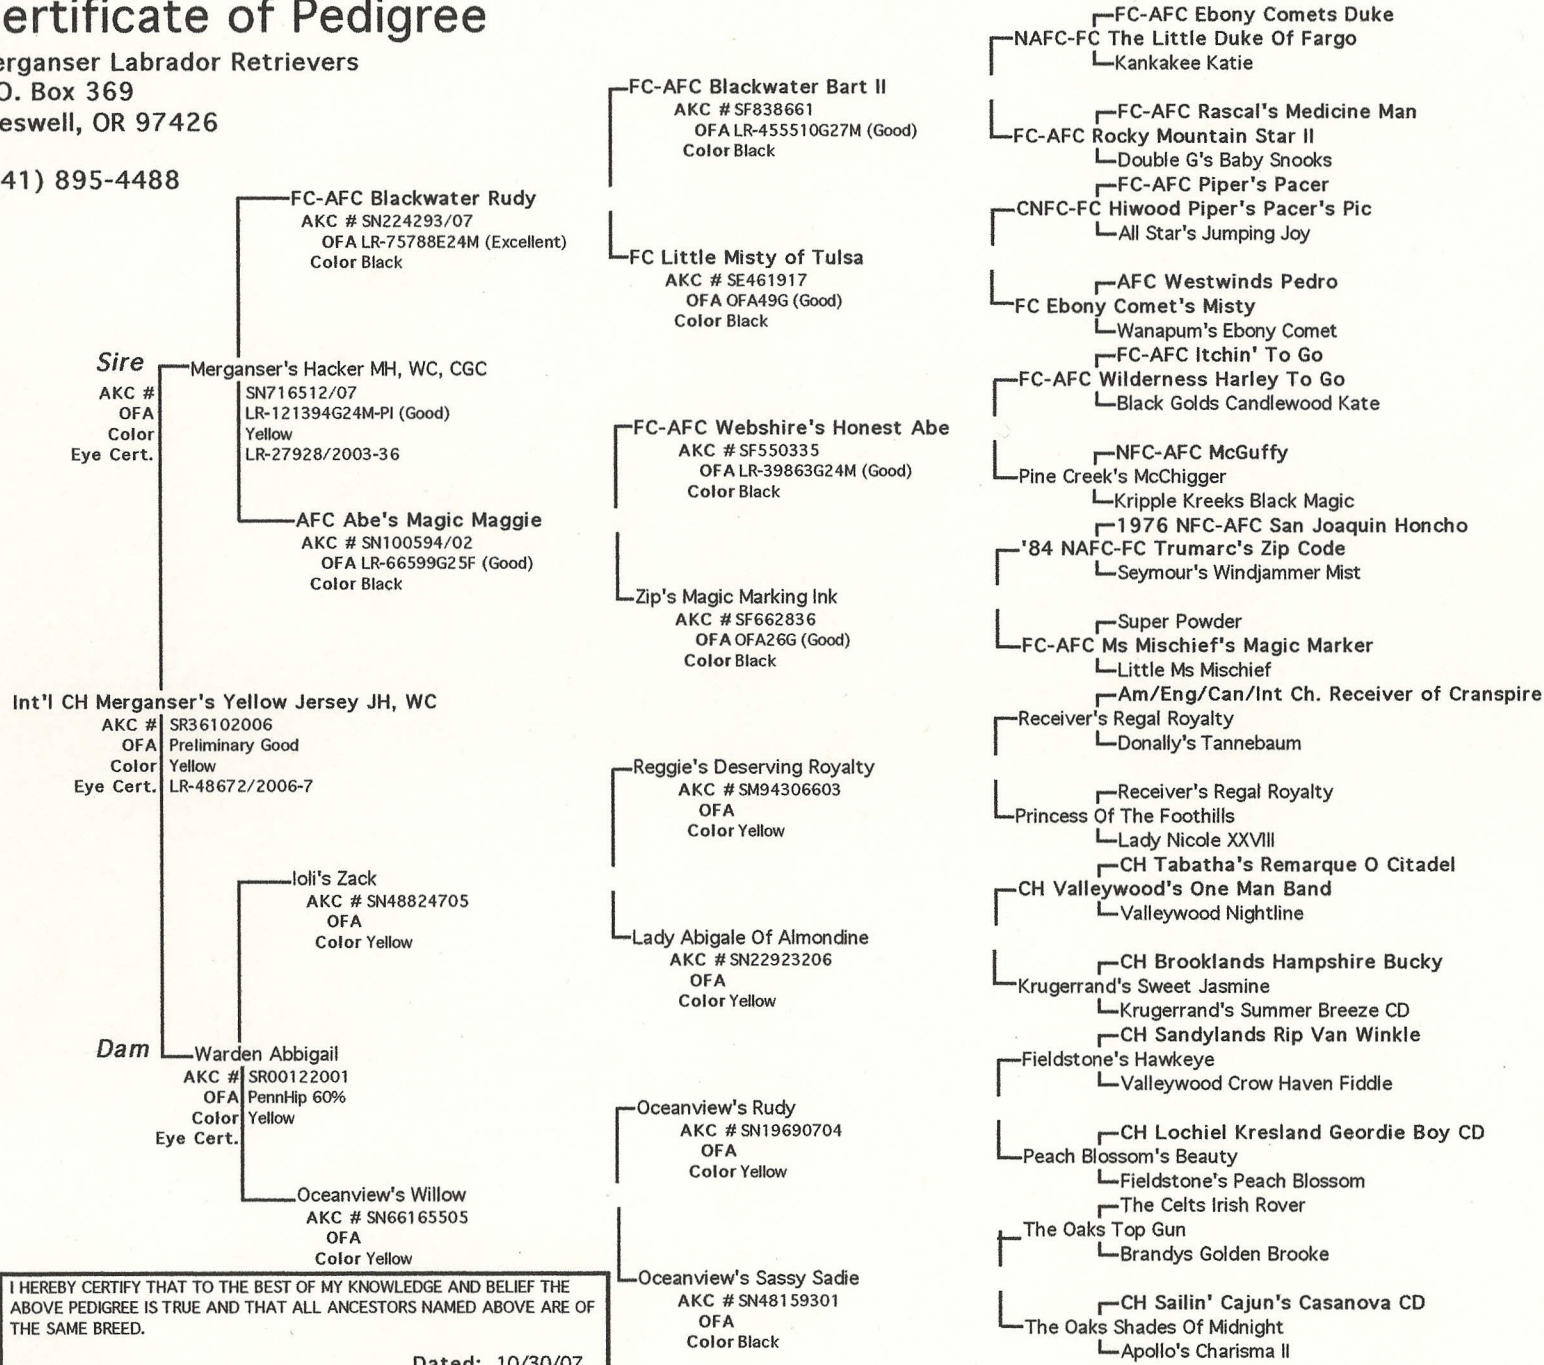 ertificate of Pedigree
erganser Labrador Retrievers
O. Box 369
eswell, OR 97426
41) 895-4488
Int'l CH Merganser's Yellow Jersey JH, WC
AKC # SR36102006
OFA Preliminary Good
Color Yellow
Eye Cert. LR-48672/2006-7
Sire Merganser's Hacker MH, WC, CGC
AKC # SN716512/07
OFA LR-121394G24M-PI (Good)
Color Yellow
Eye Cert. LR-27928/2003-36
Dam Warden Abbigail
AKC # SR00122001
OFA PennHip 60%
Color Yellow
Eye Cert.
FC-AFC Blackwater Rudy
AKC # SN224293/07
OFA LR-75788E24M (Excellent)
Color Black
AFC Abe's Magic Maggie
AKC # SN100594/02
OFA LR-66599G25F (Good)
Color Black
Ioli's Zack
AKC # SN48824705
OFA
Color Yellow
Oceanview's Willow
AKC # SN66165505
OFA
Color Yellow
FC-AFC Blackwater Bart II
AKC # SF838661
OFA LR-455510G27M (Good)
Color Black
FC Little Misty of Tulsa
AKC # SE461917
OFA OFA49G (Good)
Color Black
FC-AFC Webshire's Honest Abe
AKC # SF550335
OFA LR-39863G24M (Good)
Color Black
Zip's Magic Marking Ink
AKC # SF662836
OFA OFA26G (Good)
Color Black
Reggie's Deserving Royalty
AKC # SM94306603
OFA
Color Yellow
Lady Abigale Of Almondine
AKC # SN22923206
OFA
Color Yellow
Oceanview's Rudy
AKC # SN19690704
OFA
Color Yellow
Oceanview's Sassy Sadie
AKC # SN48159301
OFA
Color Black
FC-AFC Ebony Comets Duke
NAFC-FC The Little Duke Of Fargo
Kankakee Katie
FC-AFC Rascal's Medicine Man
FC-AFC Rocky Mountain Star II
Double G's Baby Snooks
FC-AFC Piper's Pacer
CNFC-FC Hiwood Piper's Pacer's Pic
All Star's Jumping Joy
AFC Westwinds Pedro
FC Ebony Comet's Misty
Wanapum's Ebony Comet
FC-AFC Itchin' To Go
FC-AFC Wilderness Harley To Go
Black Golds Candlewood Kate
NFC-AFC McGuffy
Pine Creek's McChigger
Kripple Kreeks Black Magic
1976 NFC-AFC San Joaquin Honcho
'84 NAFC-FC Trumarc's Zip Code
Seymour's Windjammer Mist
Super Powder
FC-AFC Ms Mischief's Magic Marker
Little Ms Mischief
Am/Eng/Can/Int Ch. Receiver of Cranspire
Receiver's Regal Royalty
Donally's Tannebaum
Receiver's Regal Royalty
Princess Of The Foothills
Lady Nicole XXVIII
CH Tabatha's Remarque O Citadel
CH Valleywood's One Man Band
Valleywood Nightline
CH Brooklands Hampshire Bucky
Krugerrand's Sweet Jasmine
Krugerrand's Summer Breeze CD
CH Sandylands Rip Van Winkle
Fieldstone's Hawkeye
Valleywood Crow Haven Fiddle
CH Lochiel Kresland Geordie Boy CD
Peach Blossom's Beauty
Fieldstone's Peach Blossom
The Celts Irish Rover
The Oaks Top Gun
Brandys Golden Brooke
CH Sailin' Cajun's Casanova CD
The Oaks Shades Of Midnight
Apollo's Charisma II
I HEREBY CERTIFY THAT TO THE BEST OF MY KNOWLEDGE AND BELIEF THE
ABOVE PEDIGREE IS TRUE AND THAT ALL ANCESTORS NAMED ABOVE ARE OF
THE SAME BREED.
Dated: 10/30/07